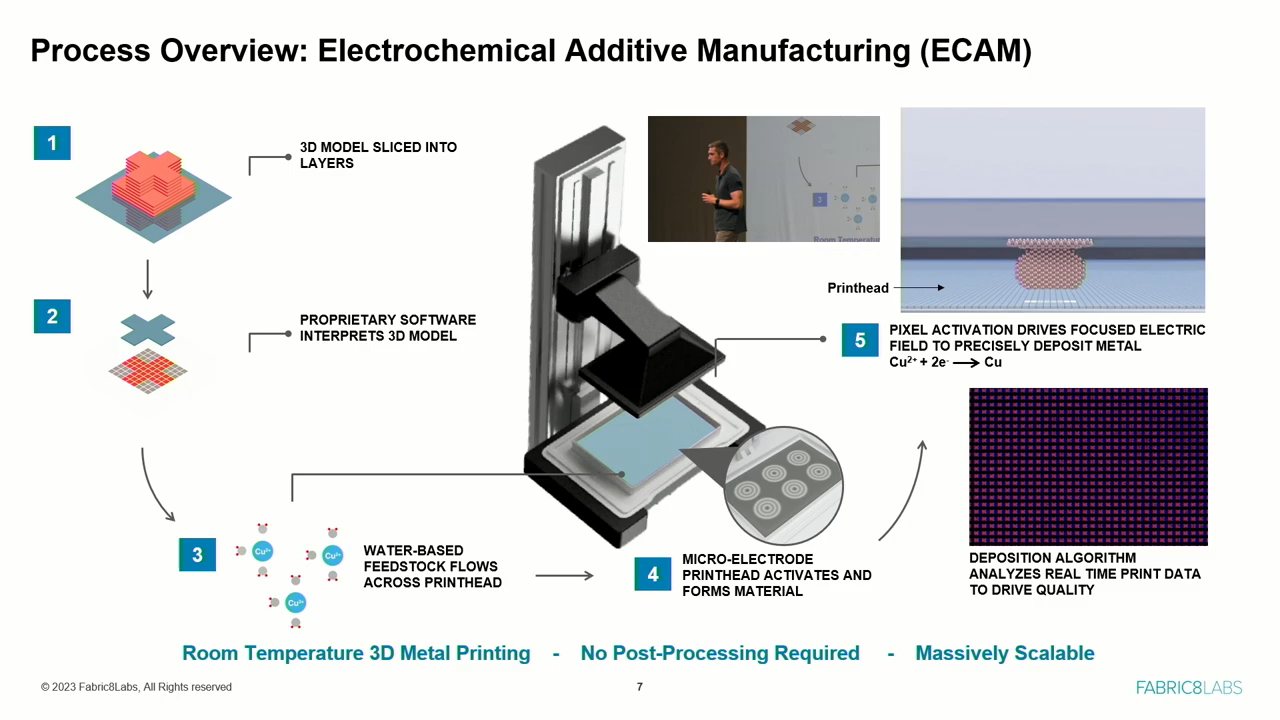 Process Overview: Electrochemical Additive Manufacturing (ECAM)
1
3D MODEL SLICED INTO
LAYERS
2
PROPRIETARY SOFTWARE
INTERPRETS 3D MODEL
3
Cu²⁺
Cu²⁺
Cu²⁺
WATER-BASED
FEEDSTOCK FLOWS
ACROSS PRINTHEAD
4
MICRO-ELECTRODE
PRINTHEAD ACTIVATES AND
FORMS MATERIAL
3
Room Temperatur
Printhead
5
PIXEL ACTIVATION DRIVES FOCUSED ELECTRIC
FIELD TO PRECISELY DEPOSIT METAL
Cu²⁺ + 2e⁻ ⟶ Cu
DEPOSITION ALGORITHM
ANALYZES REAL TIME PRINT DATA
TO DRIVE QUALITY
Room Temperature 3D Metal Printing - No Post-Processing Required - Massively Scalable
© 2023 Fabric8Labs, All Rights reserved
7
FABRIC8LABS